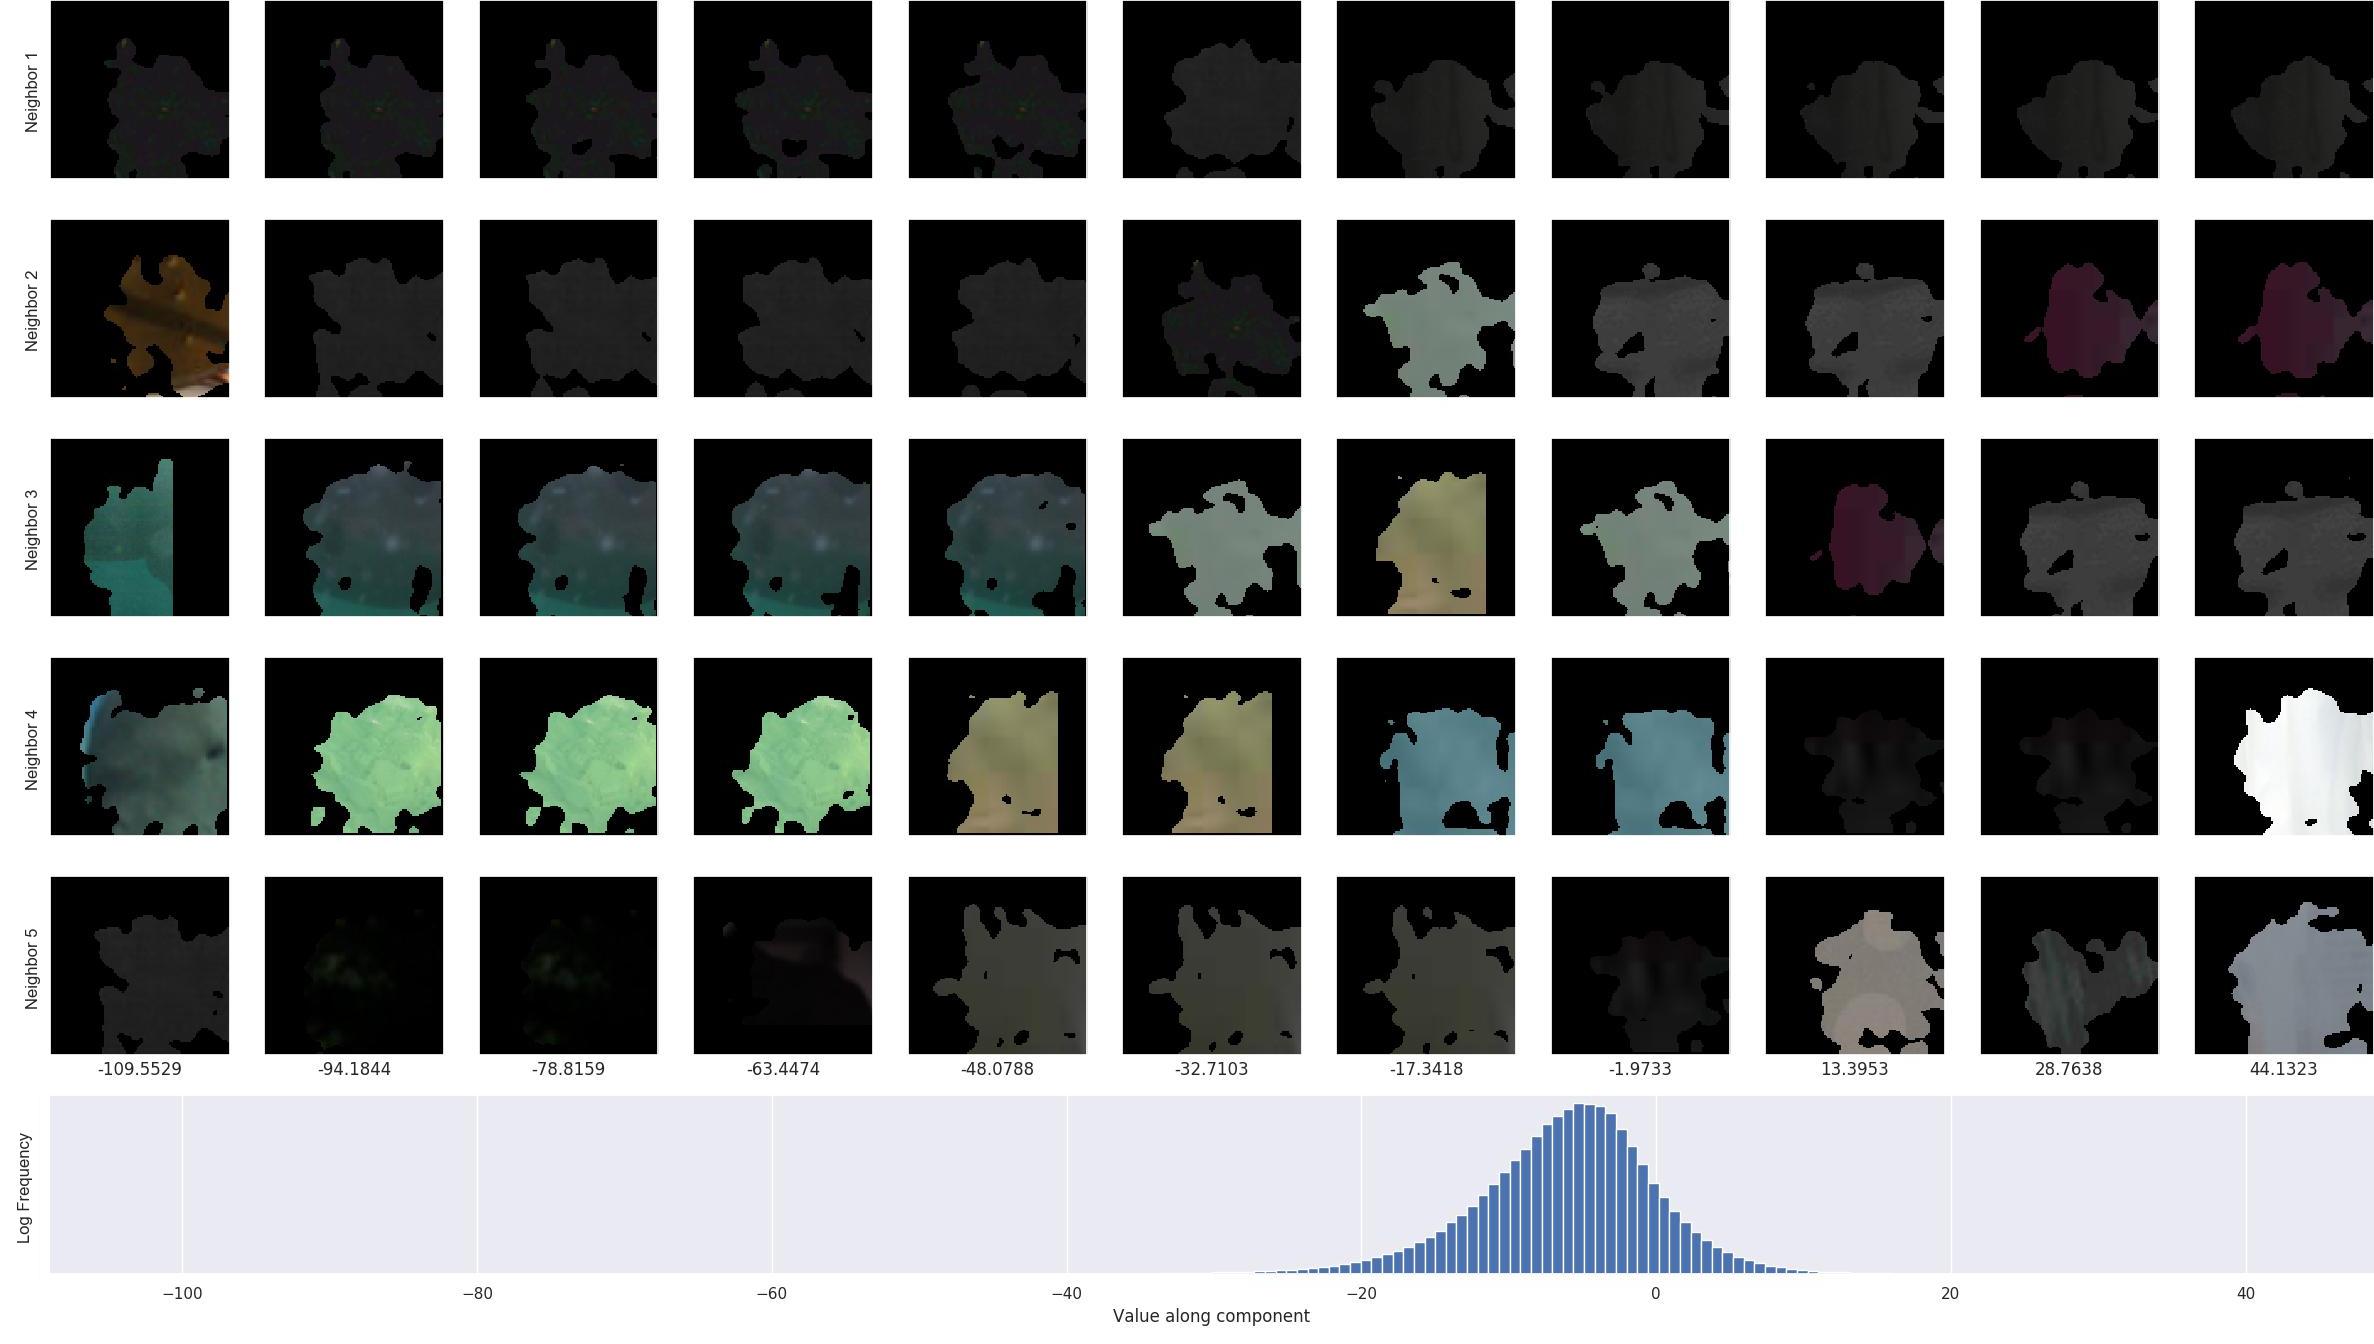 Neighbor 1
Neighbor 2
Neighbor 3
Neighbor 4
Neighbor 5
-109.5529 -94.1844 -78.8159 -63.4474 -48.0788 -32.7103 -17.3418 -1.9733 13.3953 28.7638 44.1323
Log Frequency
−100 −80 −60 −40 −20 0 20 40
Value along component